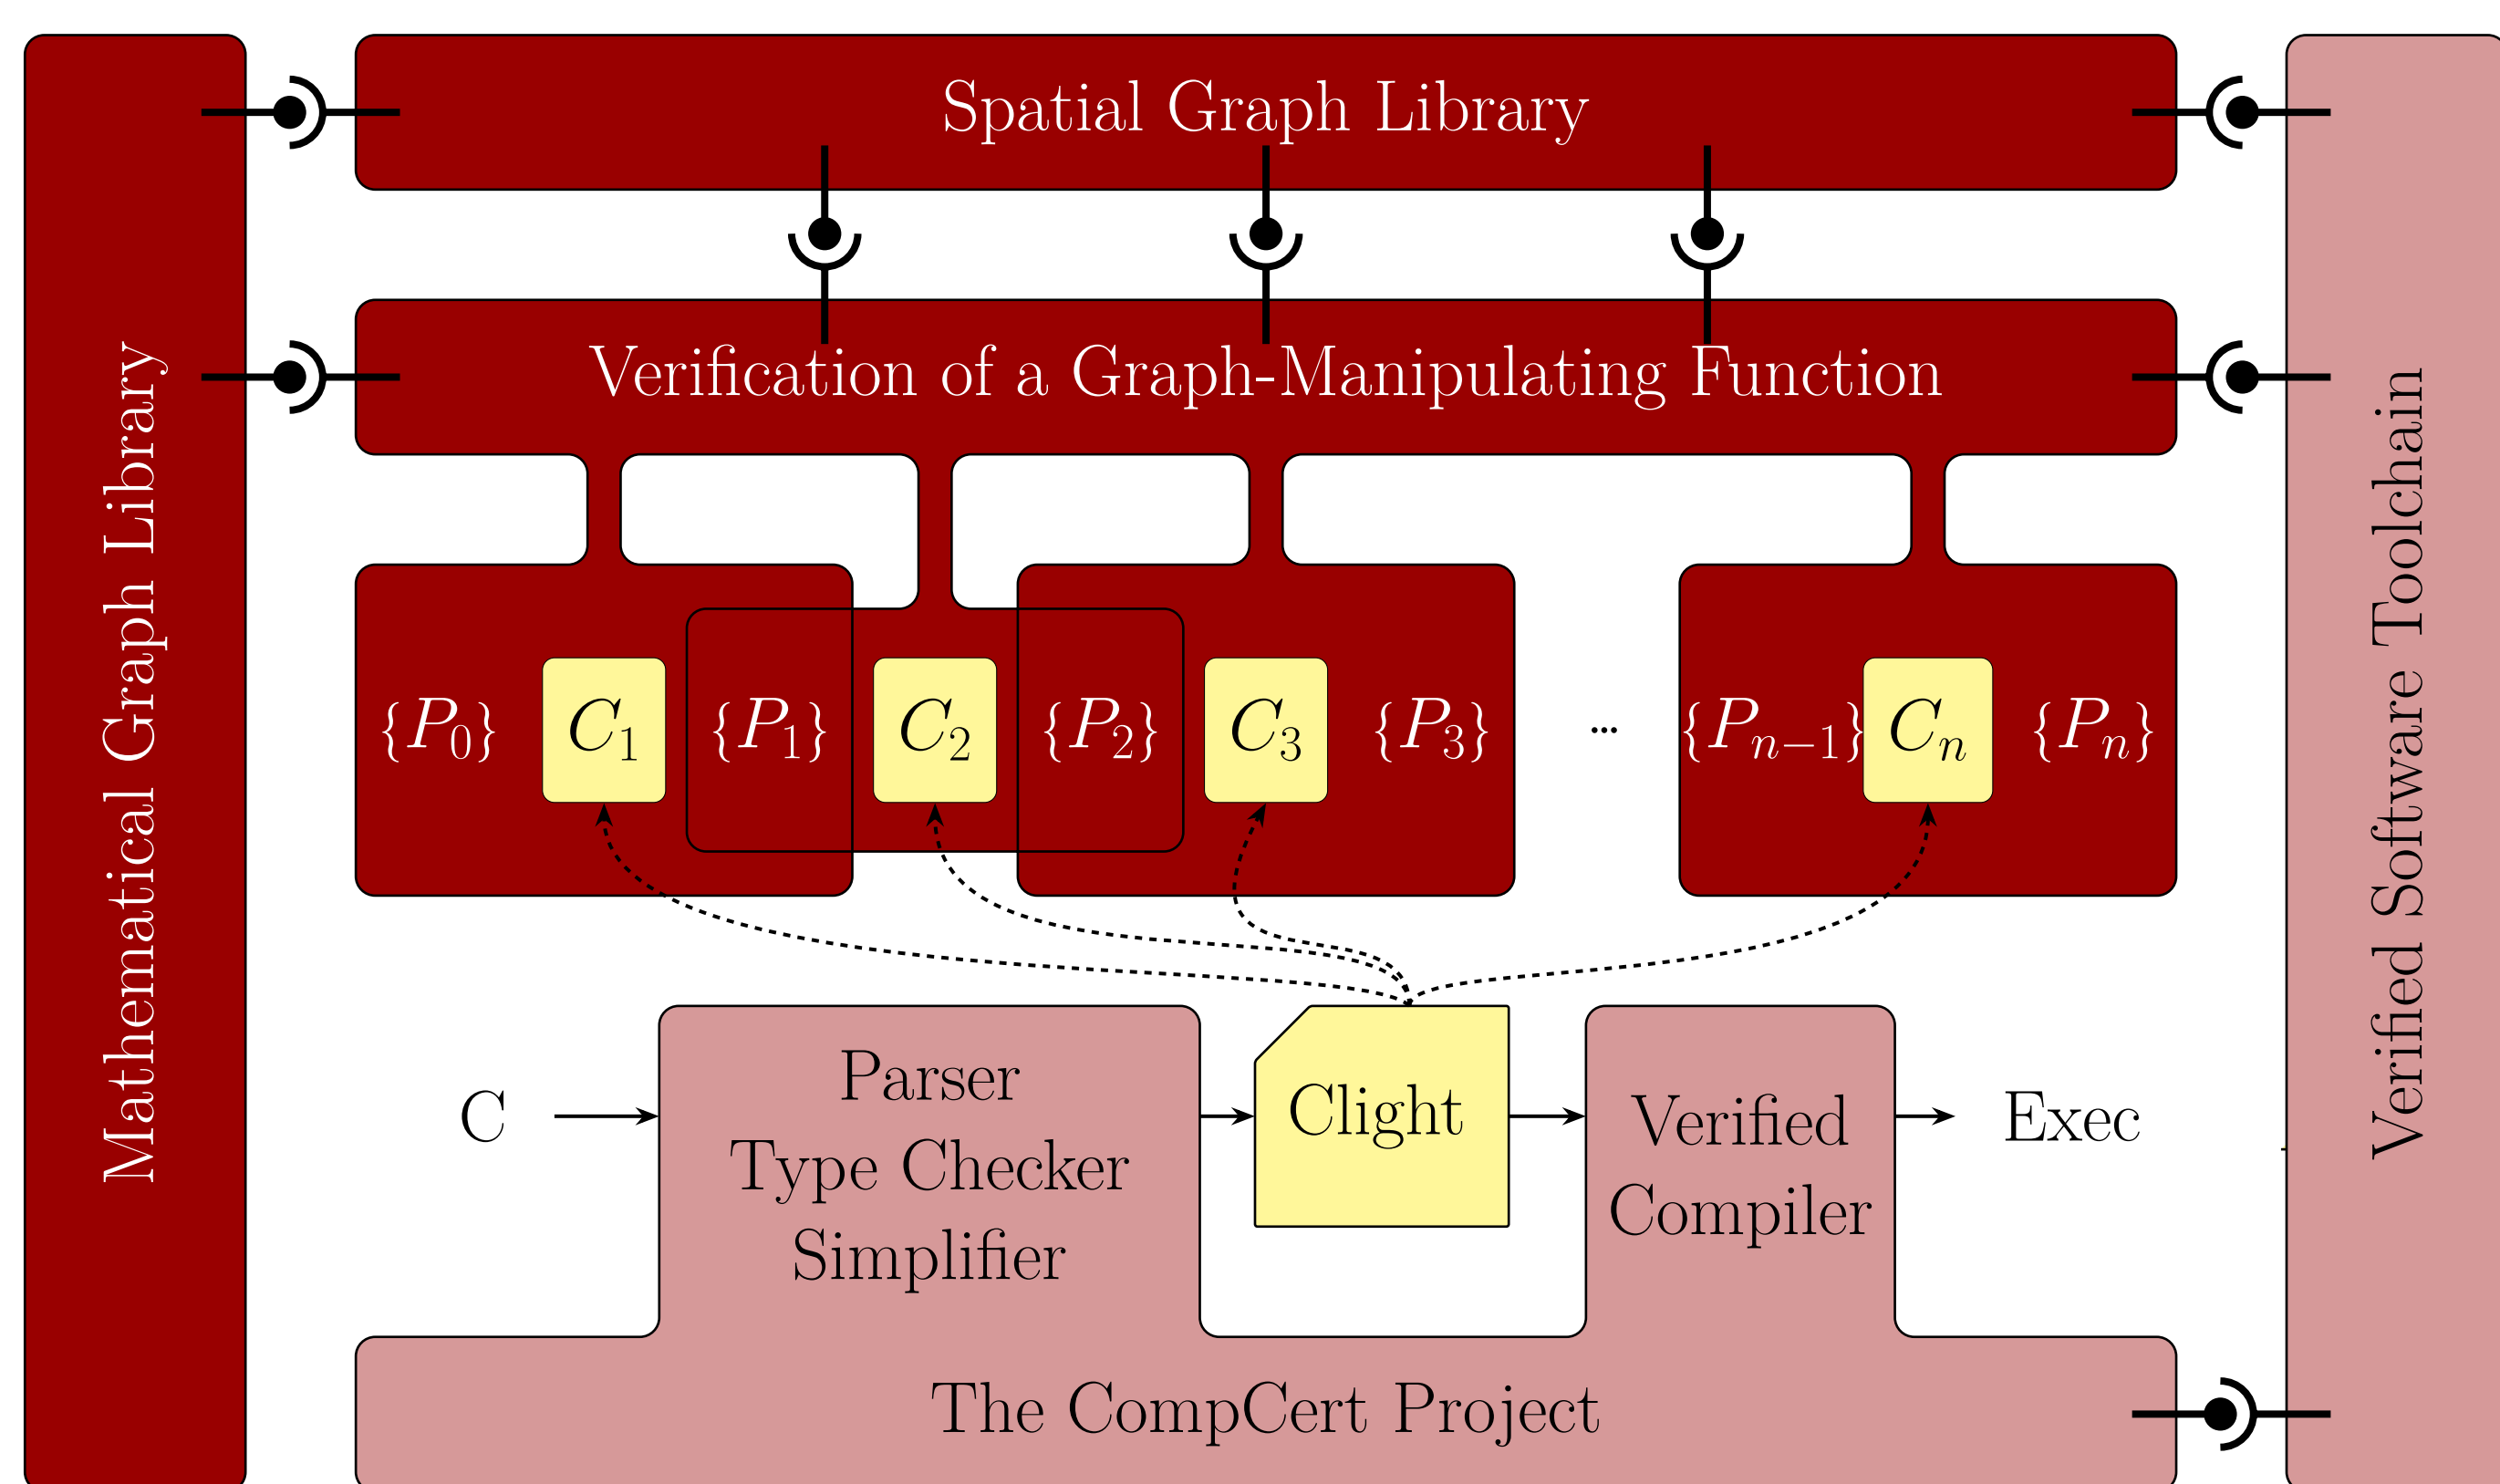 Mathematical Graph Library
Spatial Graph Library
Verification of a Graph-Manipulating Function
{P₀} C₁ {P₁} C₂ {P₂} C₃ {P₃} ... {Pₙ₋₁} Cₙ {Pₙ}
C
Parser
Type Checker
Simplifier
Clight
Verified
Compiler
Exec
The CompCert Project
Verified Software Toolchain